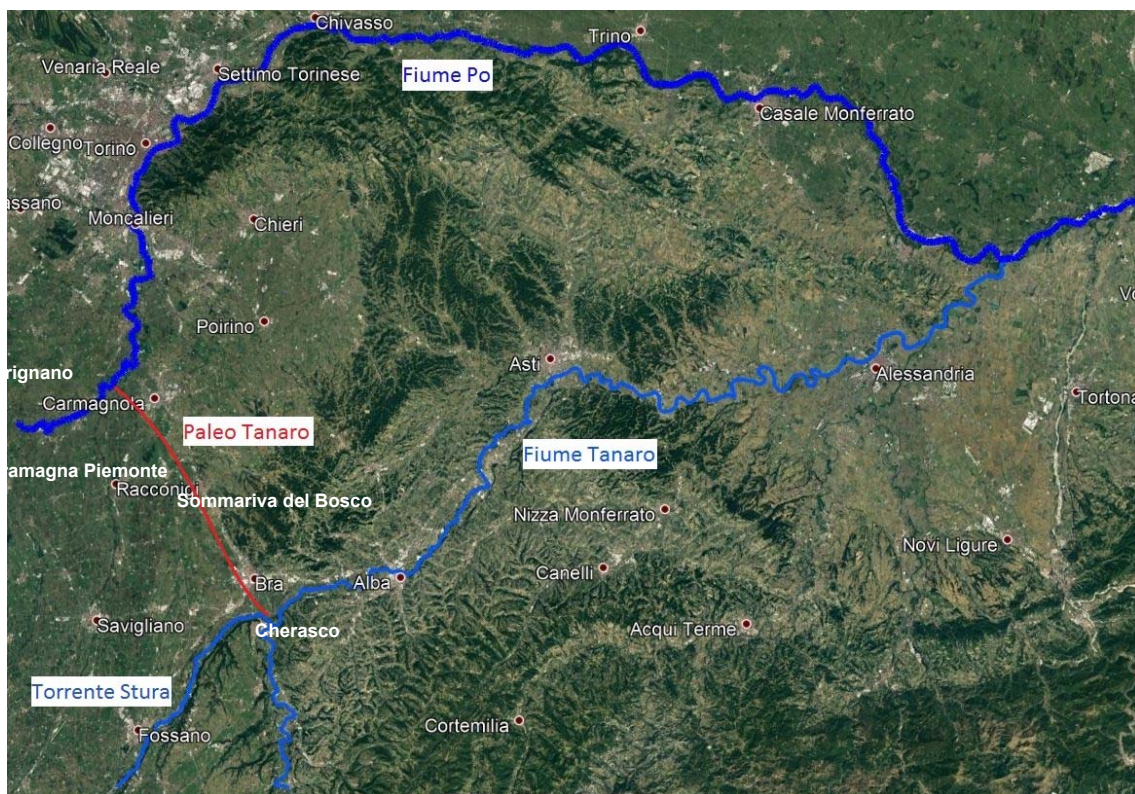 Chivasso
Trino
Venaria Reale
Settimo Torinese
Fiume Po
Casale Monferrato
Collegno
Torino
assano
Moncalieri
Chieri
Poirino
Asti
rignano
Alessandria
Carmagnola
Tortona
Paleo Tanaro
Fiume Tanaro
ramagna Piemonte
Racconigi
Sommariva del Bosco
Nizza Monferrato
Novi Ligure
Bra
Alba
Canelli
Savigliano
Cherasco
Acqui Terme
Torrente Stura
Cortemilia
Fossano